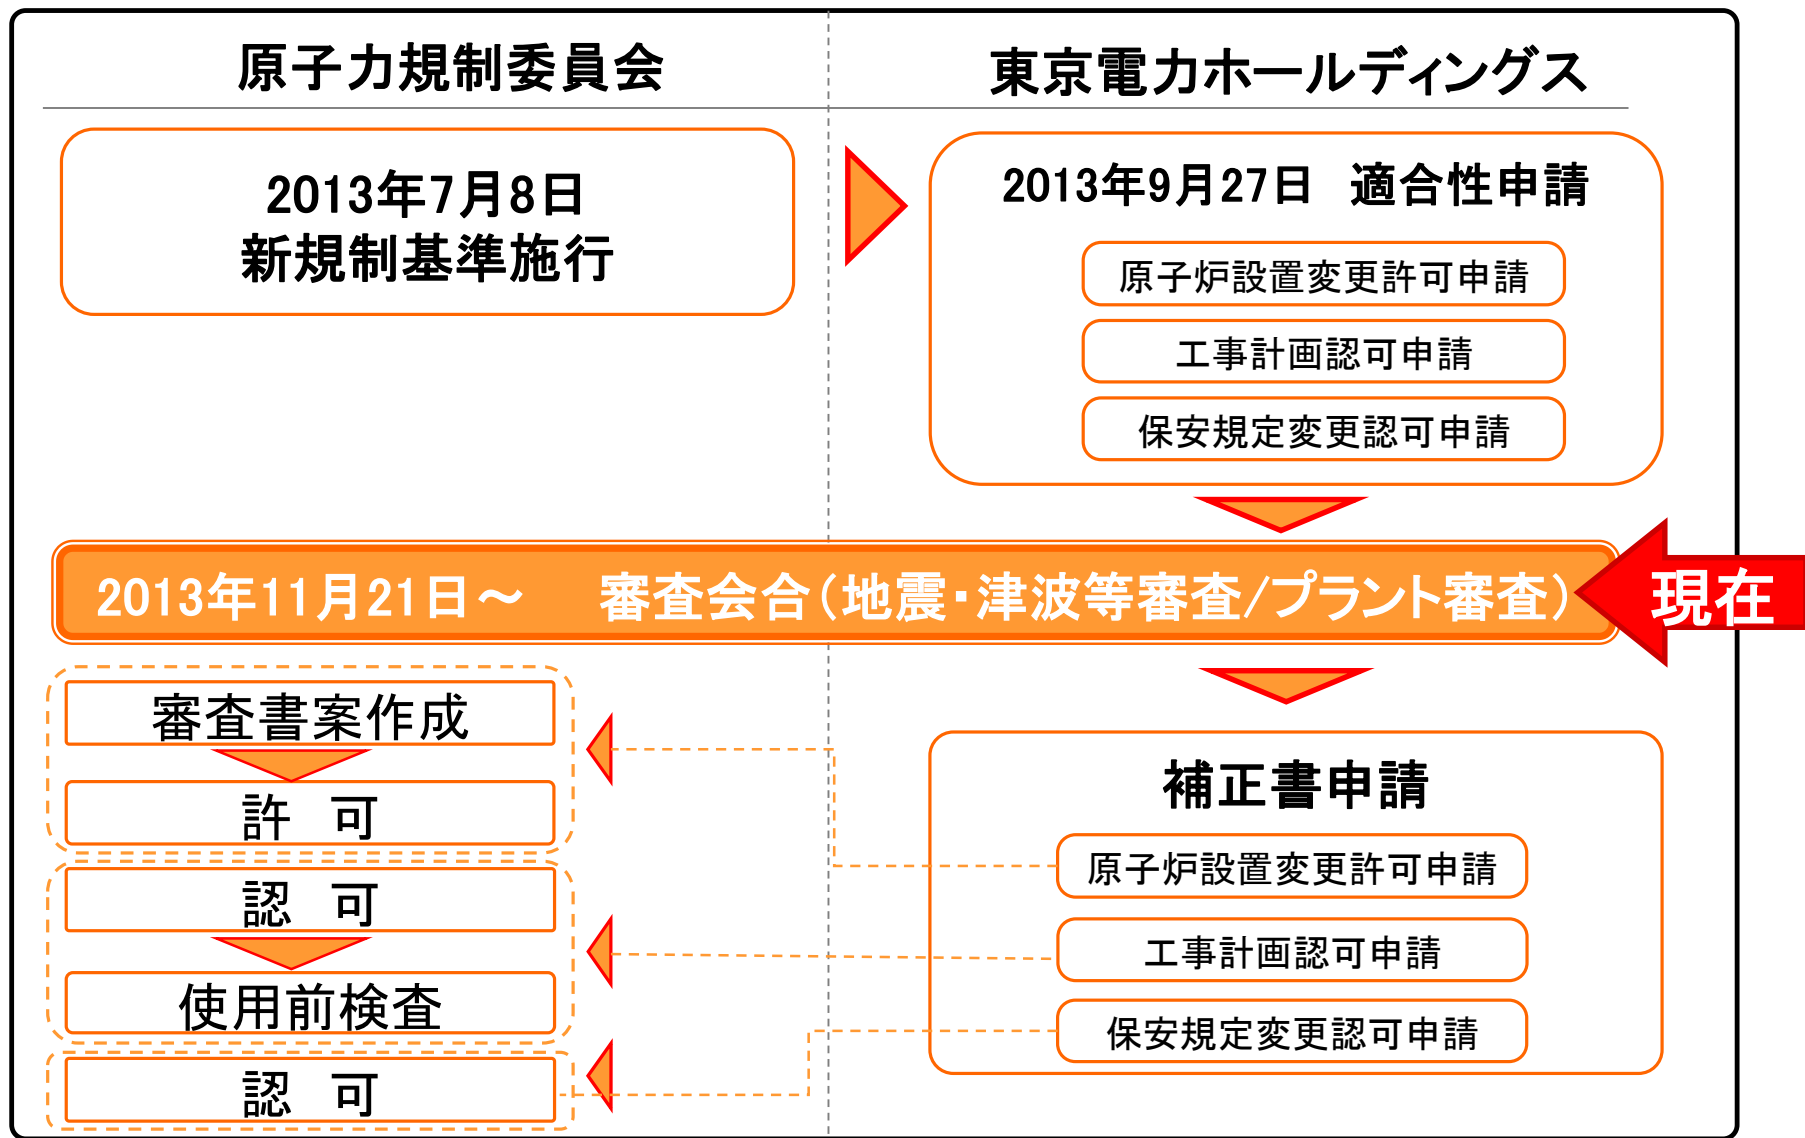 原子力規制委員会
東京電力ホールディングス
2013年7月8日
新規制基準施行
2013年9月27日　適合性申請
原子炉設置変更許可申請
工事計画認可申請
保安規定変更認可申請
2013年11月21日～　審査会合(地震・津波等審査/プラント審査)
現在
審査書案作成
許　可
認　可
使用前検査
認　可
補正書申請
原子炉設置変更許可申請
工事計画認可申請
保安規定変更認可申請